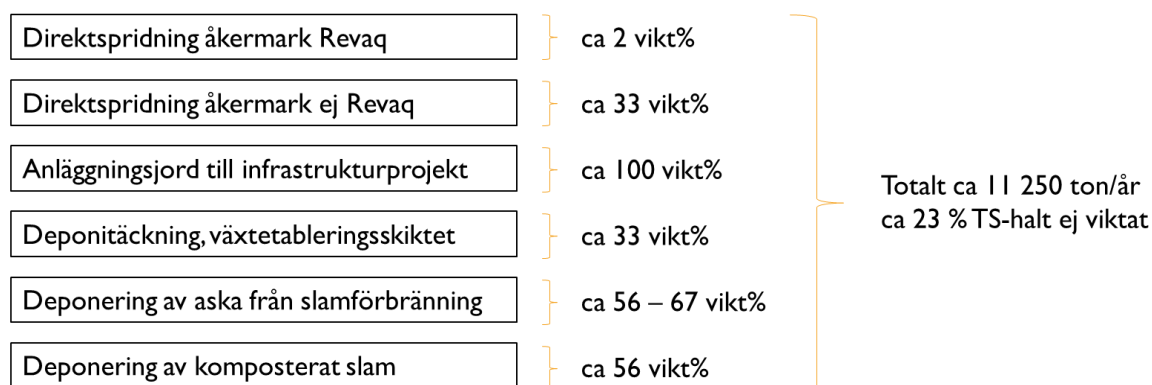 Direktspridning åkermark Revaq
ca 2 vikt%
Direktspridning åkermark ej Revaq
ca 33 vikt%
Anläggningsjord till infrastrukturprojekt
ca 100 vikt%
Deponitäckning, växtetableringsskiktet
ca 33 vikt%
Deponering av aska från slamförbränning
ca 56 – 67 vikt%
Deponering av komposterat slam
ca 56 vikt%
Totalt ca 11 250 ton/år
ca 23 % TS-halt ej viktat